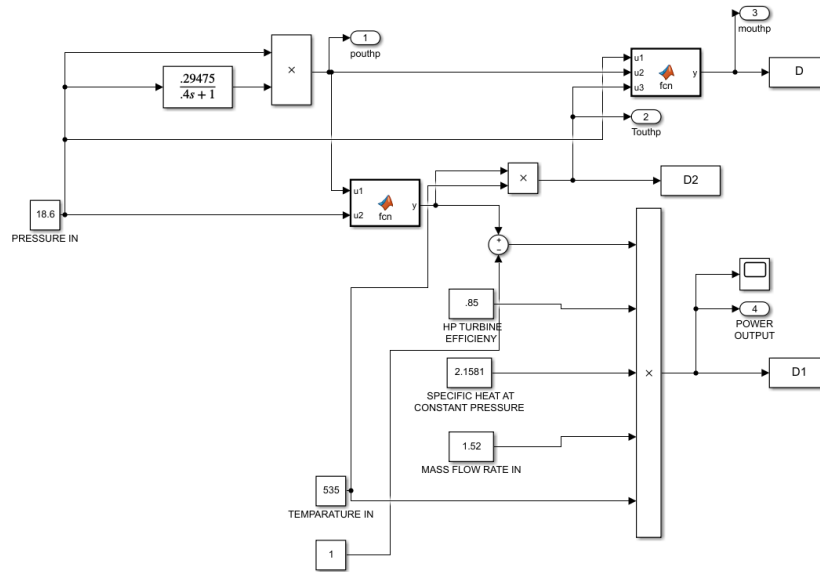 3
mouthp
1
pouthp
.29475
.4s + 1
×
u1
u2
u3
y
fcn
D
2
Touthp
18.6
PRESSURE IN
u1
u2
y
fcn
×
D2
+
−
.85
HP TURBINE
EFFICIENY
4
POWER
OUTPUT
2.1581
SPECIFIC HEAT AT
CONSTANT PRESSURE
×
D1
1.52
MASS FLOW RATE IN
535
TEMPARATURE IN
1